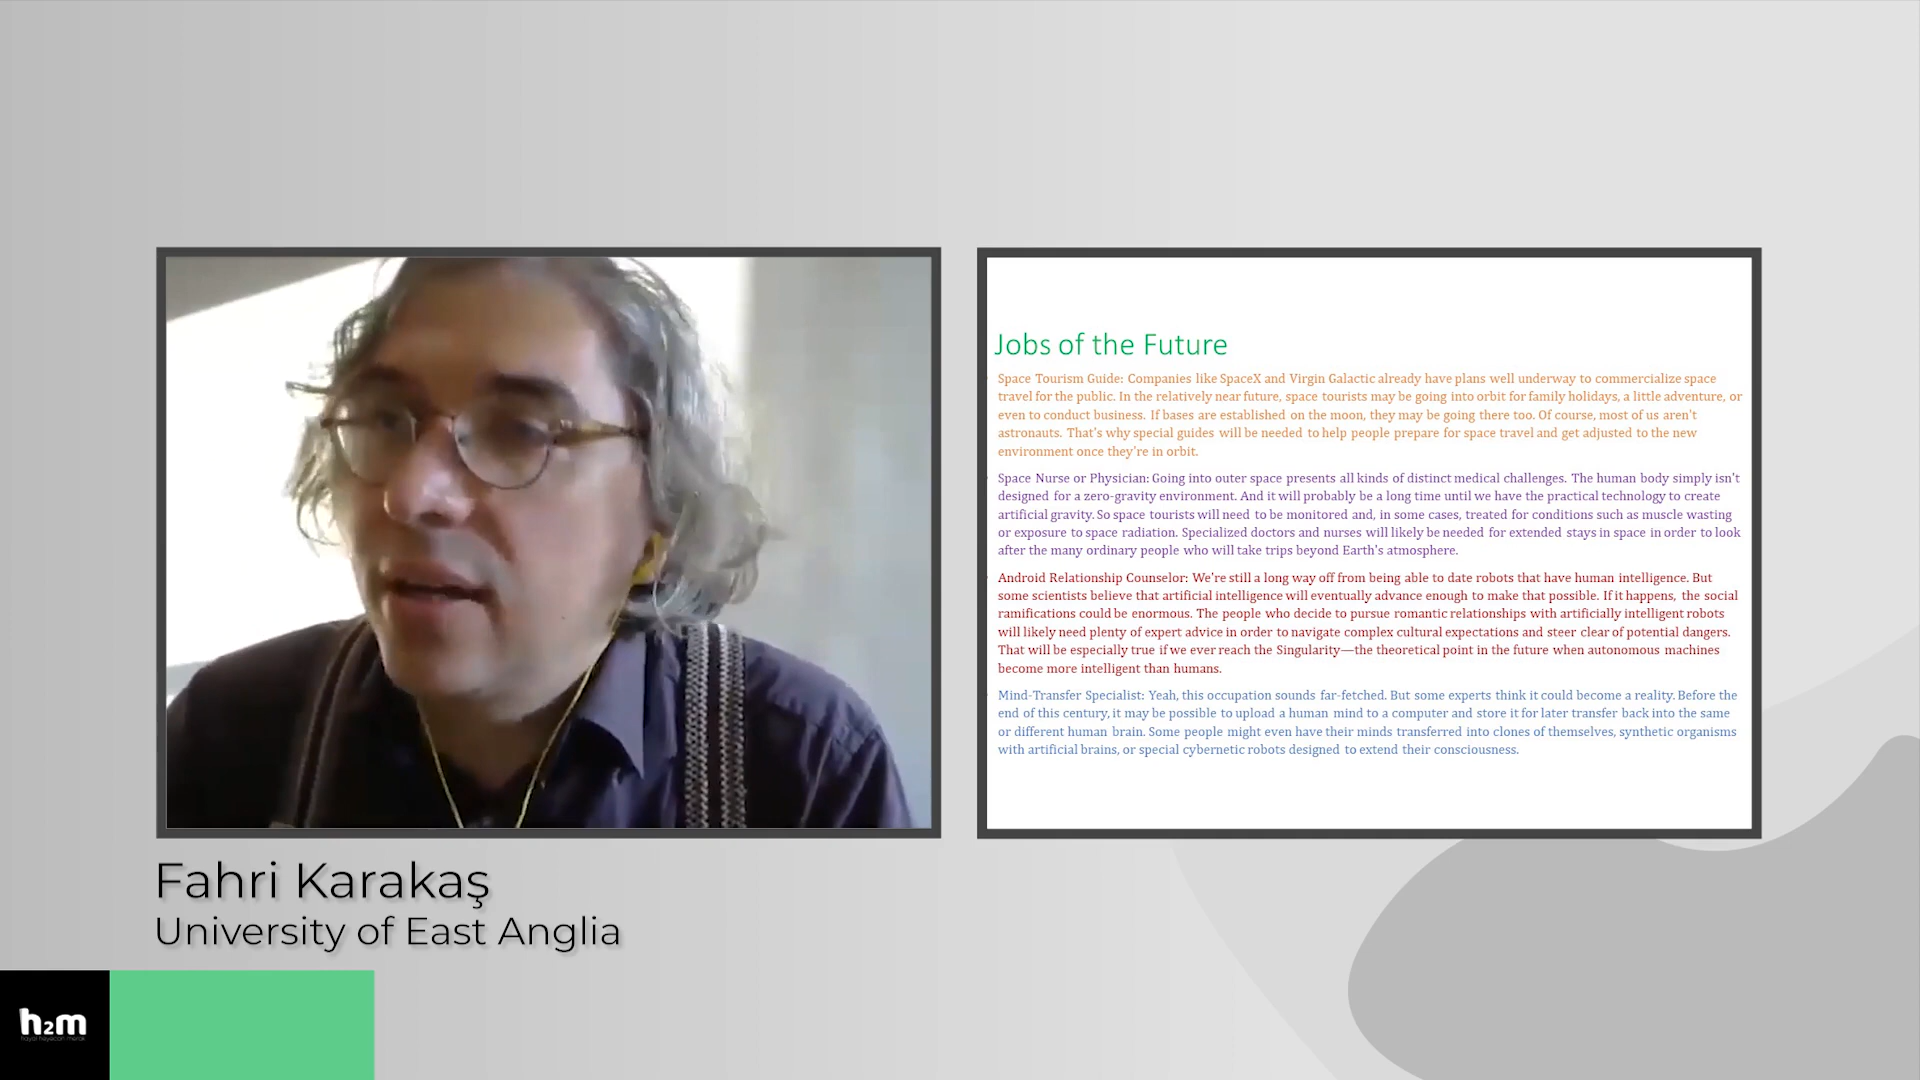 Jobs of the Future
Space Tourism Guide: Companies like SpaceX and Virgin Galactic already have plans well underway to commercialize space
travel for the public. In the relatively near future, space tourists may be going into orbit for family holidays, a little adventure, or
even to conduct business. If bases are established on the moon, they may be going there too. Of course, most of us aren't
astronauts. That's why special guides will be needed to help people prepare for space travel and get adjusted to the new
environment once they're in orbit.
Space Nurse or Physician: Going into outer space presents all kinds of distinct medical challenges. The human body simply isn't
designed for a zero-gravity environment. And it will probably be a long time until we have the practical technology to create
artificial gravity. So space tourists will need to be monitored and, in some cases, treated for conditions such as muscle wasting
or exposure to space radiation. Specialized doctors and nurses will likely be needed for extended stays in space in order to look
after the many ordinary people who will take trips beyond Earth's atmosphere.
Android Relationship Counselor: We're still a long way off from being able to date robots that have human intelligence. But
some scientists believe that artificial intelligence will eventually advance enough to make that possible. If it happens, the social
ramifications could be enormous. The people who decide to pursue romantic relationships with artificially intelligent robots
will likely need plenty of expert advice in order to navigate complex cultural expectations and steer clear of potential dangers.
That will be especially true if we ever reach the Singularity—the theoretical point in the future when autonomous machines
become more intelligent than humans.
Mind-Transfer Specialist: Yeah, this occupation sounds far-fetched. But some experts think it could become a reality. Before the
end of this century, it may be possible to upload a human mind to a computer and store it for later transfer back into the same
or different human brain. Some people might even have their minds transferred into clones of themselves, synthetic organisms
with artificial brains, or special cybernetic robots designed to extend their consciousness.
Fahri Karakaş
University of East Anglia
h2m
hayal heyecan merak